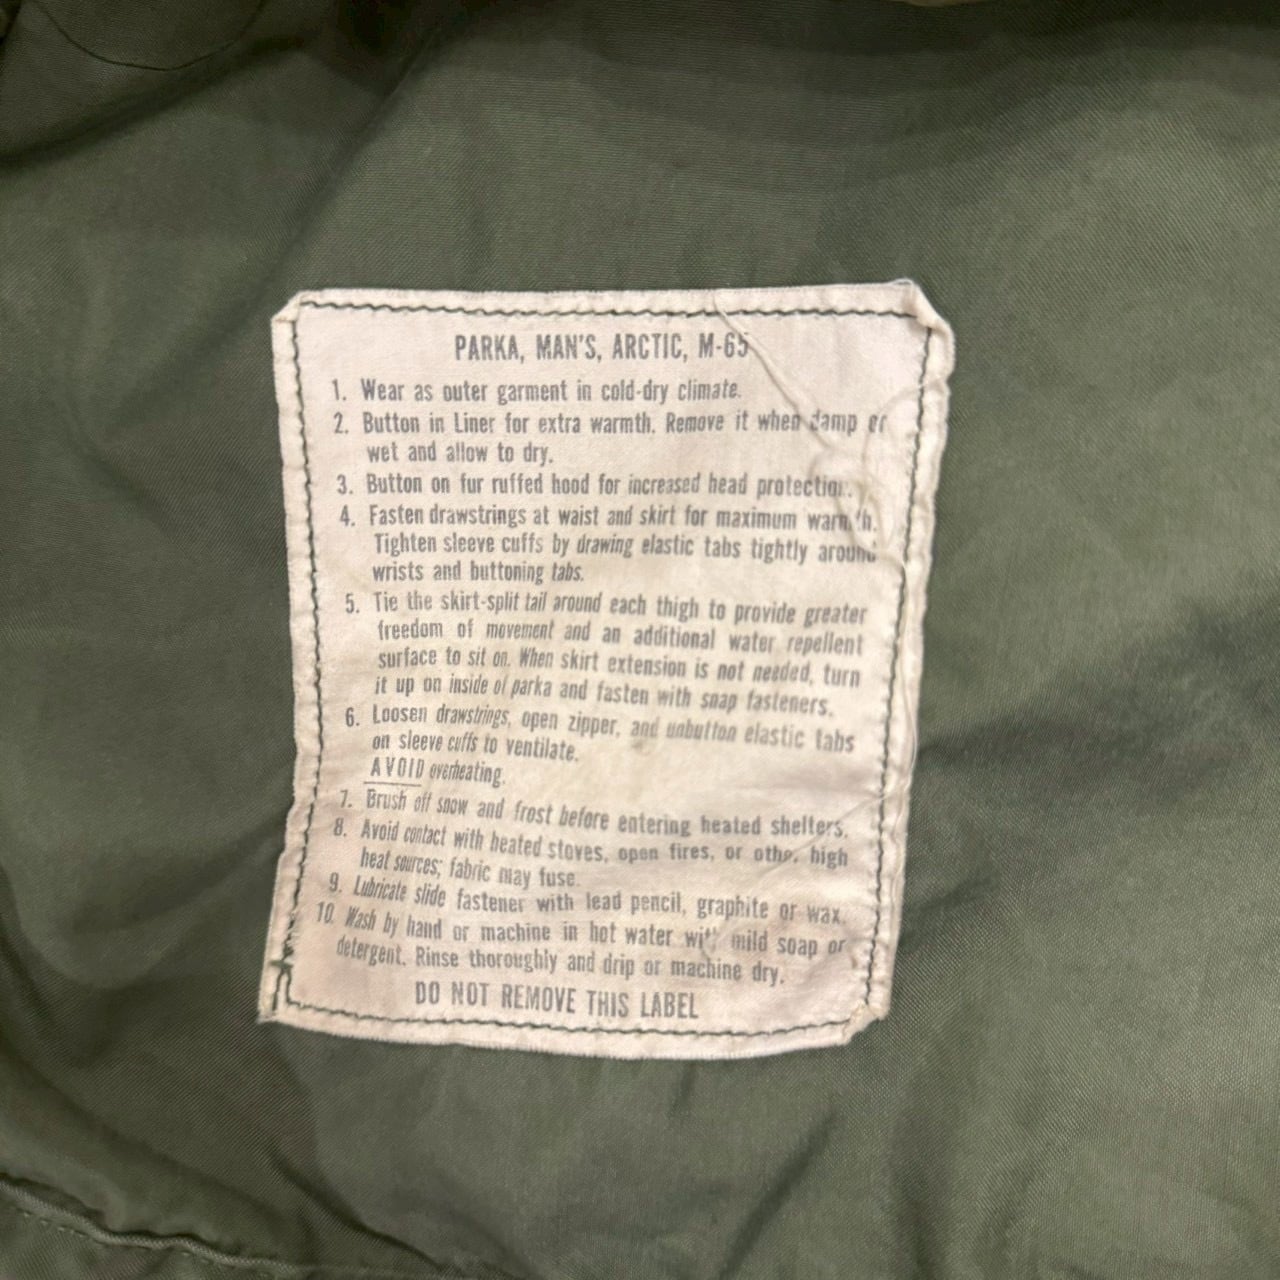 PARKA, MAN'S, ARCTIC, M-65
1. Wear as outer garment in cold-dry climate.
2. Button in Liner for extra warmth. Remove it when damp or
wet and allow to dry.
3. Button on fur ruffed hood for increased head protection.
4. Fasten drawstrings at waist and skirt for maximum warmth.
Tighten sleeve cuffs by drawing elastic tabs tightly around
wrists and buttoning tabs.
5. Tie the skirt-split tail around each thigh to provide greater
freedom of movement and an additional water repellent
surface to sit on. When skirt extension is not needed, turn
it up on inside of parka and fasten with snap fasteners.
6. Loosen drawstrings, open zipper, and unbutton elastic tabs
on sleeve cuffs to ventilate.
AVOID overheating.
7. Brush off snow and frost before entering heated shelters.
8. Avoid contact with heated stoves, open fires, or other high
heat sources; fabric may fuse.
9. Lubricate slide fastener with lead pencil, graphite or wax.
10. Wash by hand or machine in hot water with mild soap or
detergent. Rinse thoroughly and drip or machine dry.
DO NOT REMOVE THIS LABEL